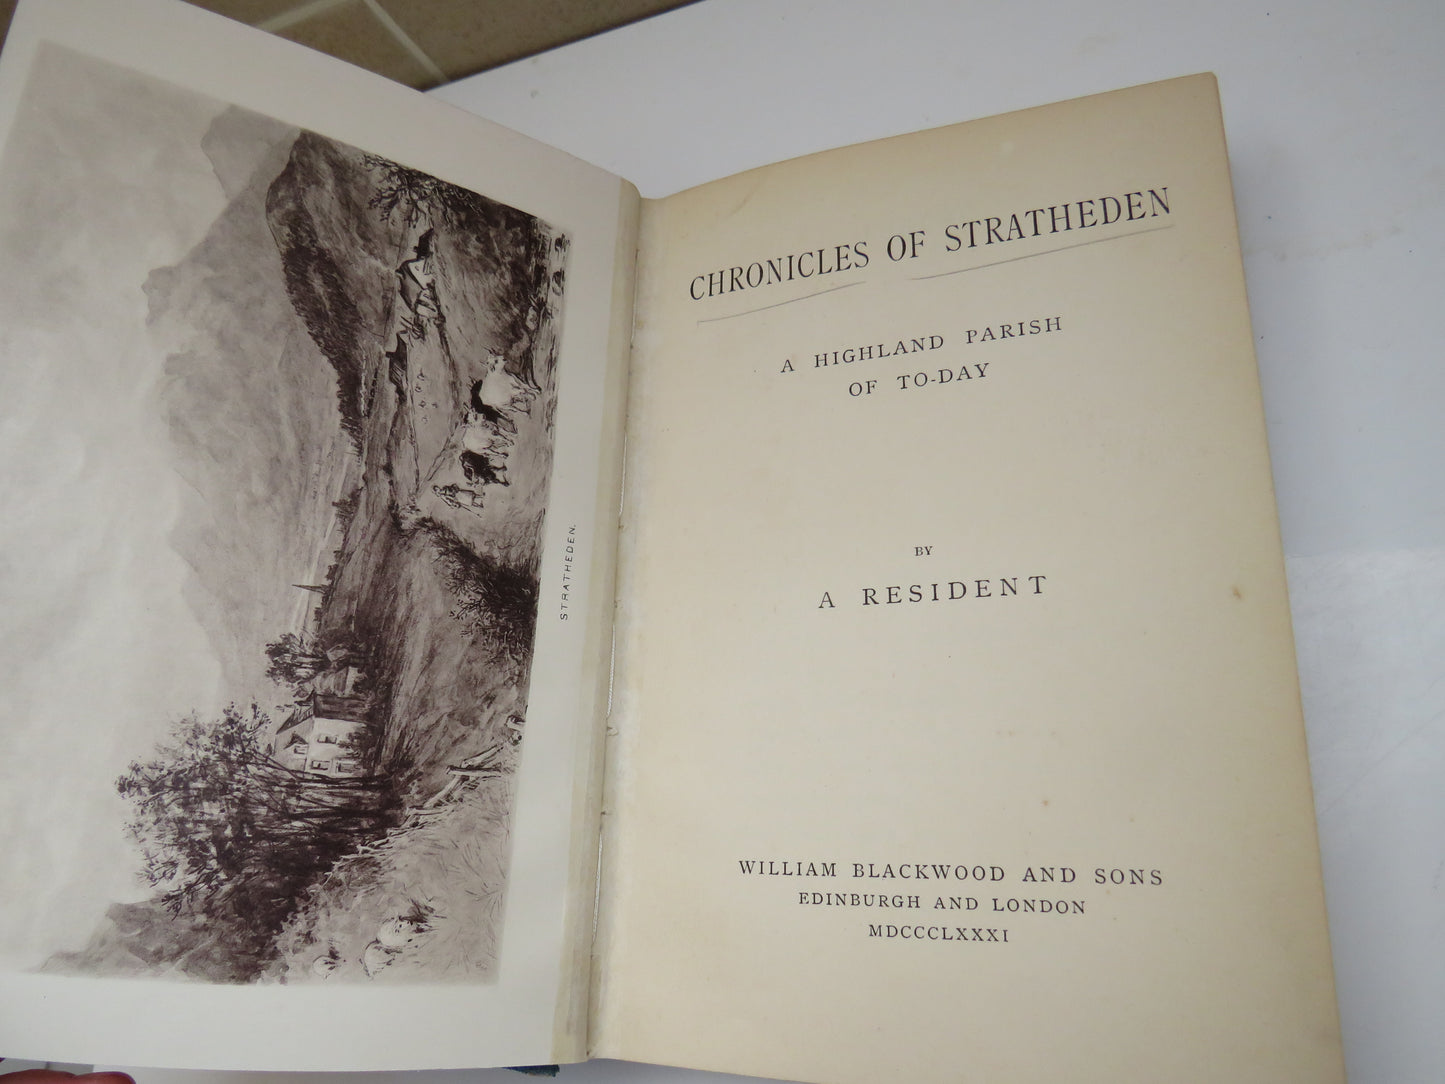 STRATHEDEN.
CHRONICLES OF STRATHEDEN
A HIGHLAND PARISH
OF TO-DAY
BY
A RESIDENT
WILLIAM BLACKWOOD AND SONS
EDINBURGH AND LONDON
MDCCCLXXXI